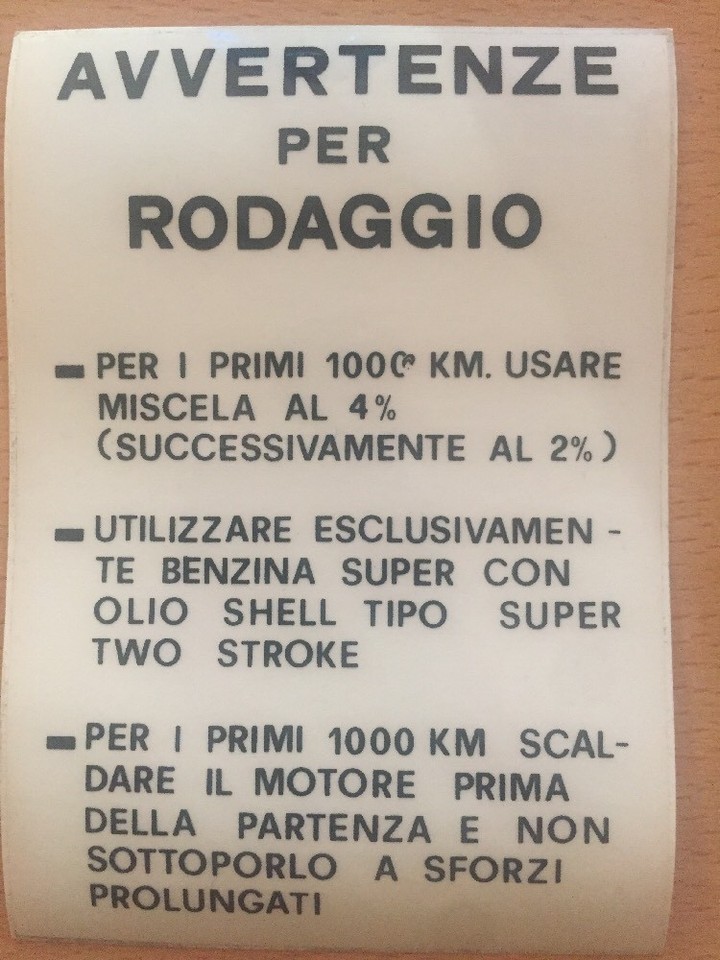 AVVERTENZE
PER
RODAGGIO
- PER I PRIMI 1000 KM. USARE
MISCELA AL 4%
(SUCCESSIVAMENTE AL 2%)
- UTILIZZARE ESCLUSIVAMEN -
TE BENZINA SUPER CON
OLIO SHELL TIPO SUPER
TWO STROKE
- PER I PRIMI 1000 KM SCAL-
DARE IL MOTORE PRIMA
DELLA PARTENZA E NON
SOTTOPORLO A SFORZI
PROLUNGATI